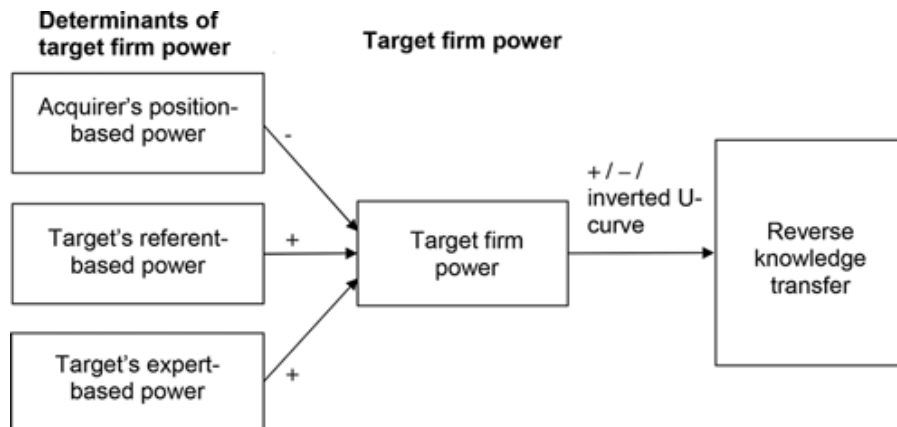 Determinants of
target firm power
Target firm power
Acquirer's position-
based power
-
Target's referent-
based power
+
Target's expert-
based power
+
Target firm
power
+ / – /
inverted U-
curve
Reverse
knowledge
transfer